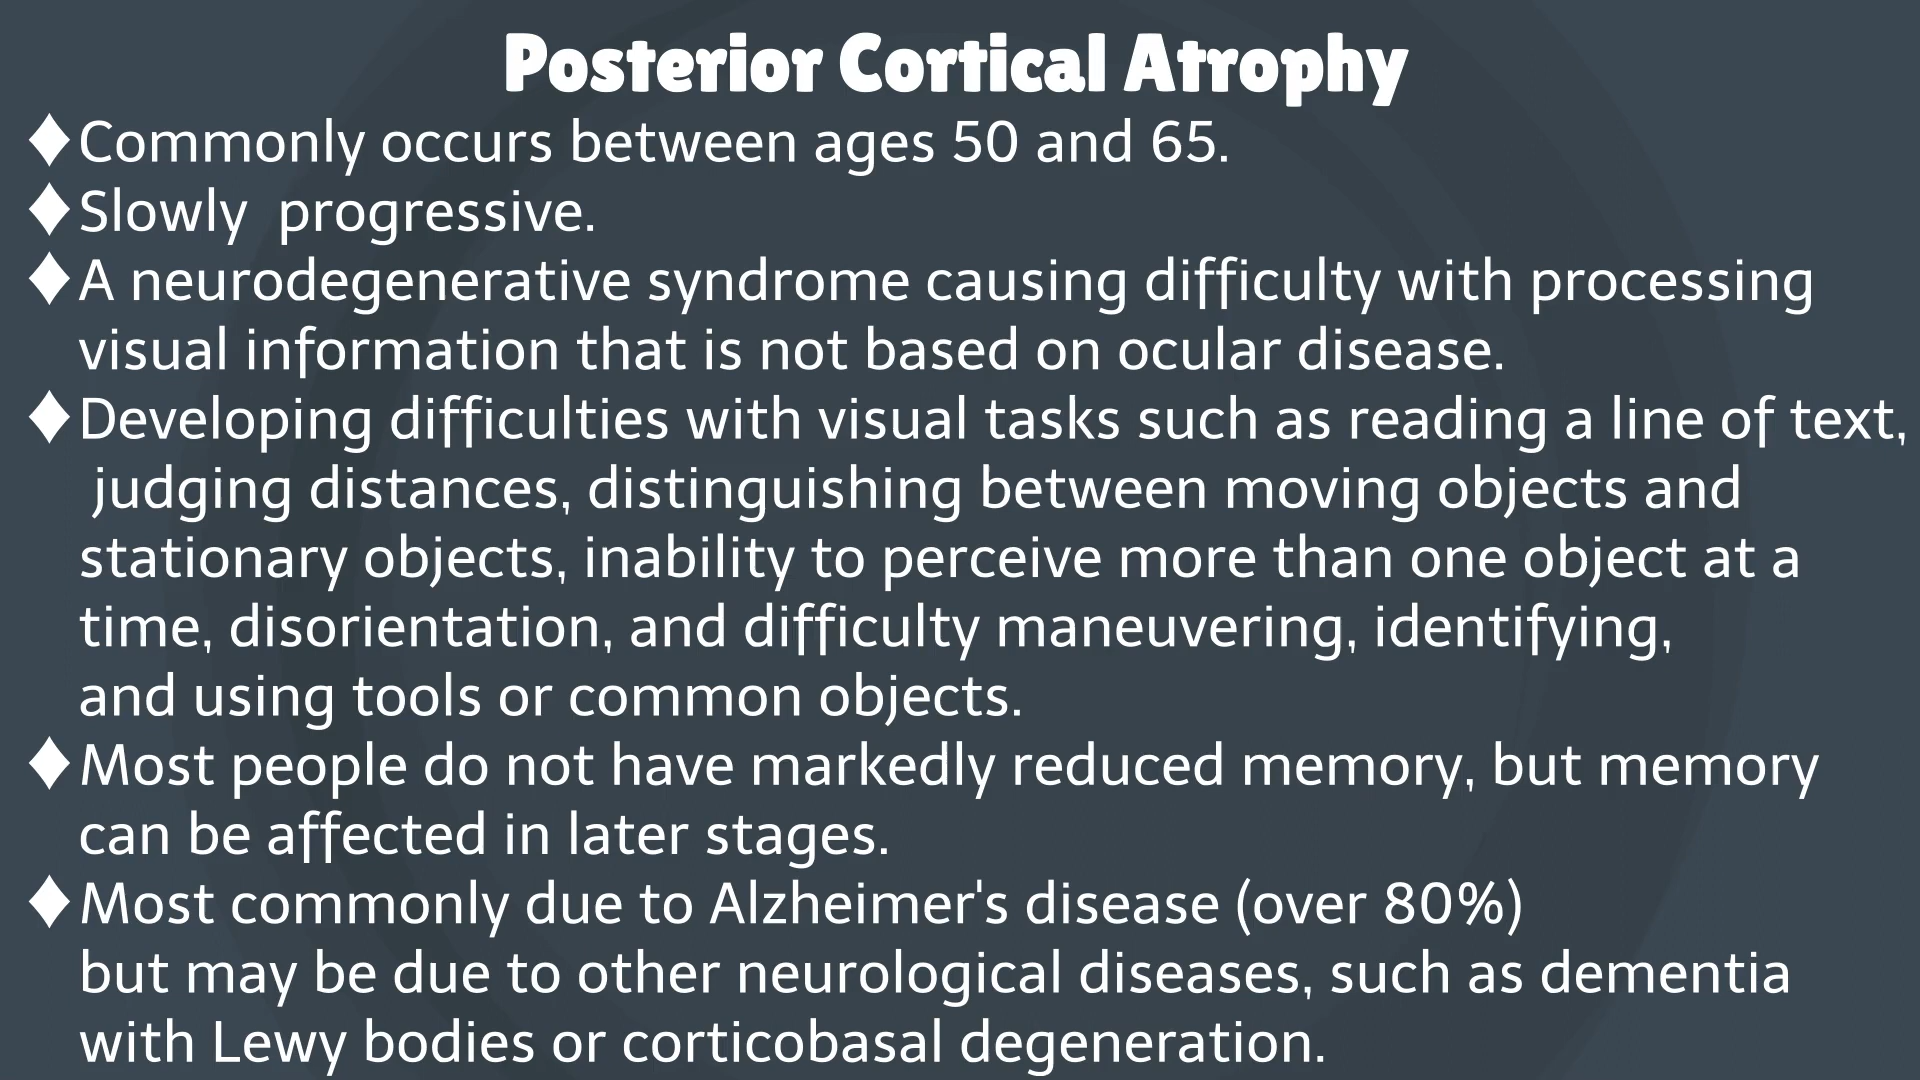 Posterior Cortical Atrophy
♦Commonly occurs between ages 50 and 65.
♦Slowly  progressive.
♦A neurodegenerative syndrome causing difficulty with processing
visual information that is not based on ocular disease.
♦Developing difficulties with visual tasks such as reading a line of text,
judging distances, distinguishing between moving objects and
stationary objects, inability to perceive more than one object at a
time, disorientation, and difficulty maneuvering, identifying,
and using tools or common objects.
♦Most people do not have markedly reduced memory, but memory
can be affected in later stages.
♦Most commonly due to Alzheimer's disease (over 80%)
but may be due to other neurological diseases, such as dementia
with Lewy bodies or corticobasal degeneration.